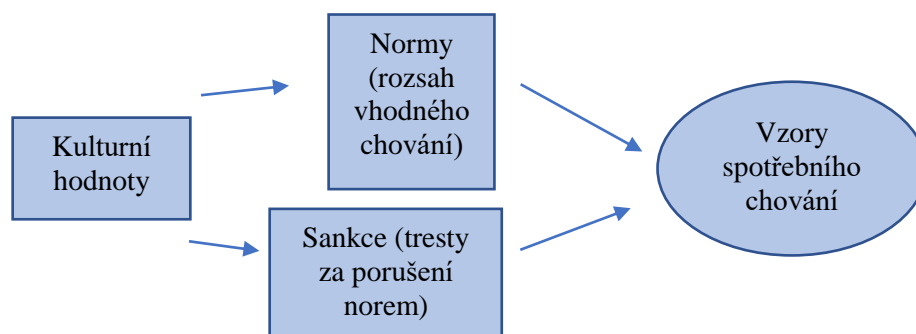 Kulturní
hodnoty
Normy
(rozsah
vhodného
chování)
Sankce (tresty
za porušení
norem)
Vzory
spotřebního
chování